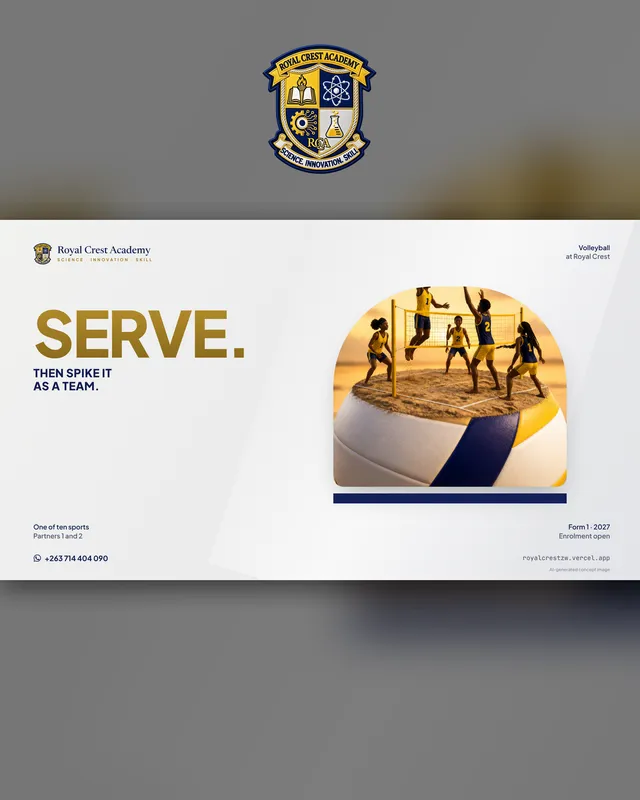 ROYAL CREST ACADEMY
RCA
SCIENCE. INNOVATION. SKILL
Royal Crest Academy
SCIENCE · INNOVATION · SKILL
Volleyball
at Royal Crest
SERVE.
THEN SPIKE IT
AS A TEAM.
2
One of ten sports
Partners 1 and 2
+263 714 404 090
Form 1 · 2027
Enrolment open
royalcrestzw.vercel.app
AI-generated concept image